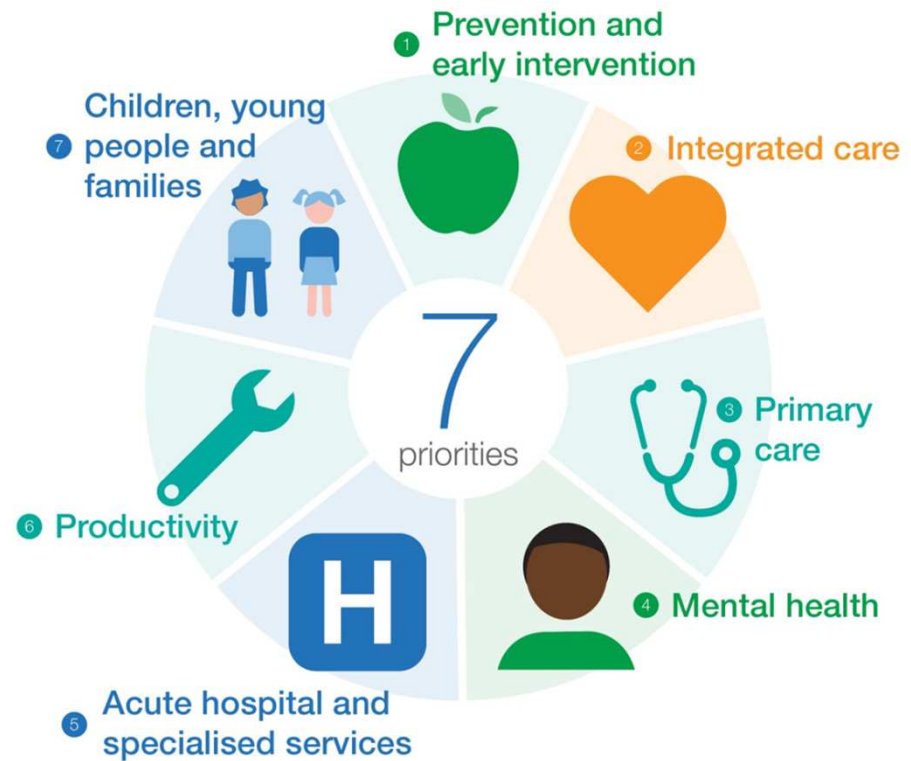 1 Prevention and
early intervention
2 Integrated care
3 Primary
care
4 Mental health
5 Acute hospital and
specialised services
6 Productivity
7 Children, young
people and
families
7
priorities
H